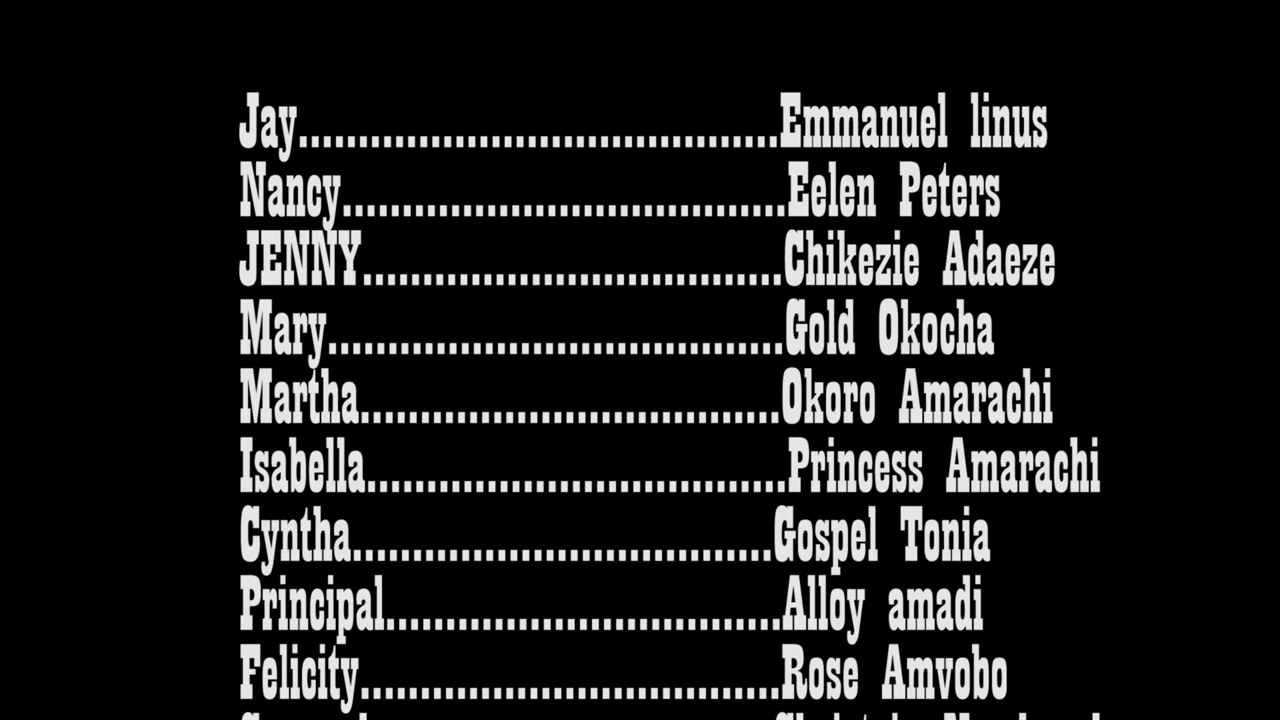 Jay........................................Emmanuel linus
Nancy.....................................Eelen Peters
JENNY...................................Chikezie Adaeze
Mary......................................Gold Okocha
Martha...................................Okoro Amarachi
Isabella...................................Princess Amarachi
Cyntha...................................Gospel Tonia
Principal.................................Alloy amadi
Felicity...................................Rose Amvobo